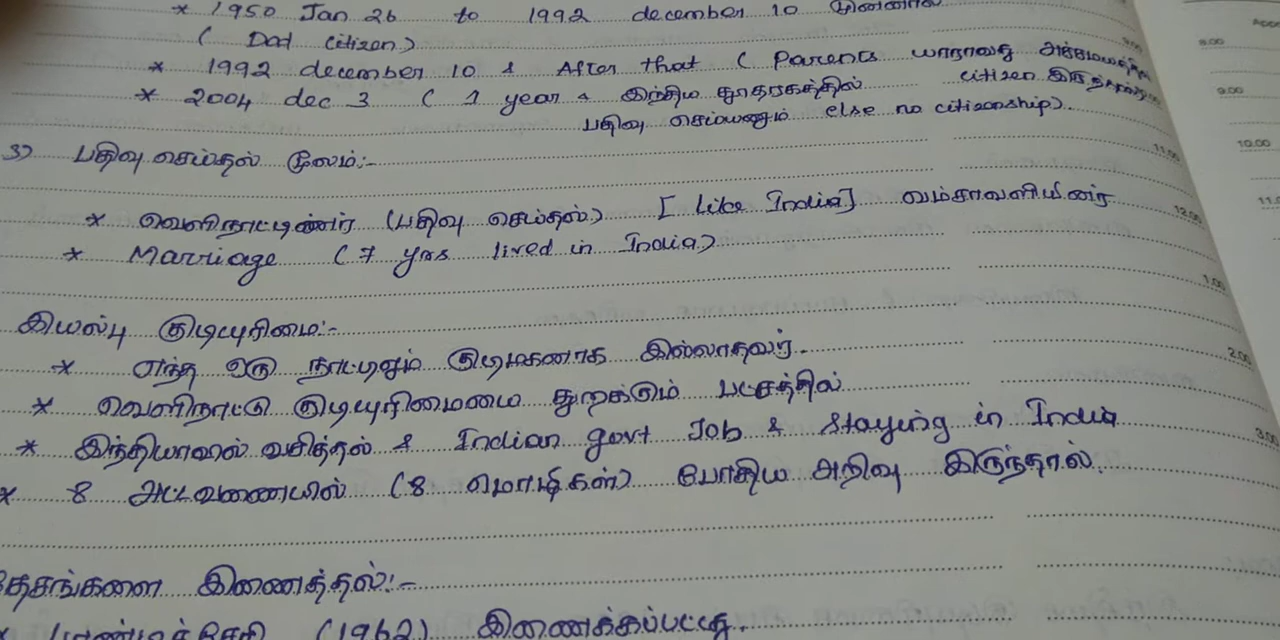 * 1950 Jan 26 to 1992 december 10
( Dad citizen )
* 1992 december 10 & After that ( Parents யாராவது citizen இருந்தால்
* 2004 dec 3 ( 1 year & இந்திய தூதரகத்தில்
பதிவு செய்யணும் else no citizenship)
3) பதிவு செய்தல் மூலம்:-
* வெளிநாட்டினர் (பதிவு செய்தல்) [ Like India] வம்சாவளியினர்
* Marriage ( 7 yrs lived in India)
இயல்பு குடியுரிமை:-
* எந்த ஒரு நாட்டிலும் குடிமகனாக இல்லாதவர்
* வெளிநாட்டு குடியுரிமையை துறக்கும் பட்சத்தில்
* இந்தியாவில் வசித்தல் & Indian govt Job & Staying in India
* 8 அட்டவணையில் (8 மொழிகள்) போதிய அறிவு இருந்தால்.
தேசங்களை இணைத்தல்:-
(1962) இணைக்கப்பட்டது.